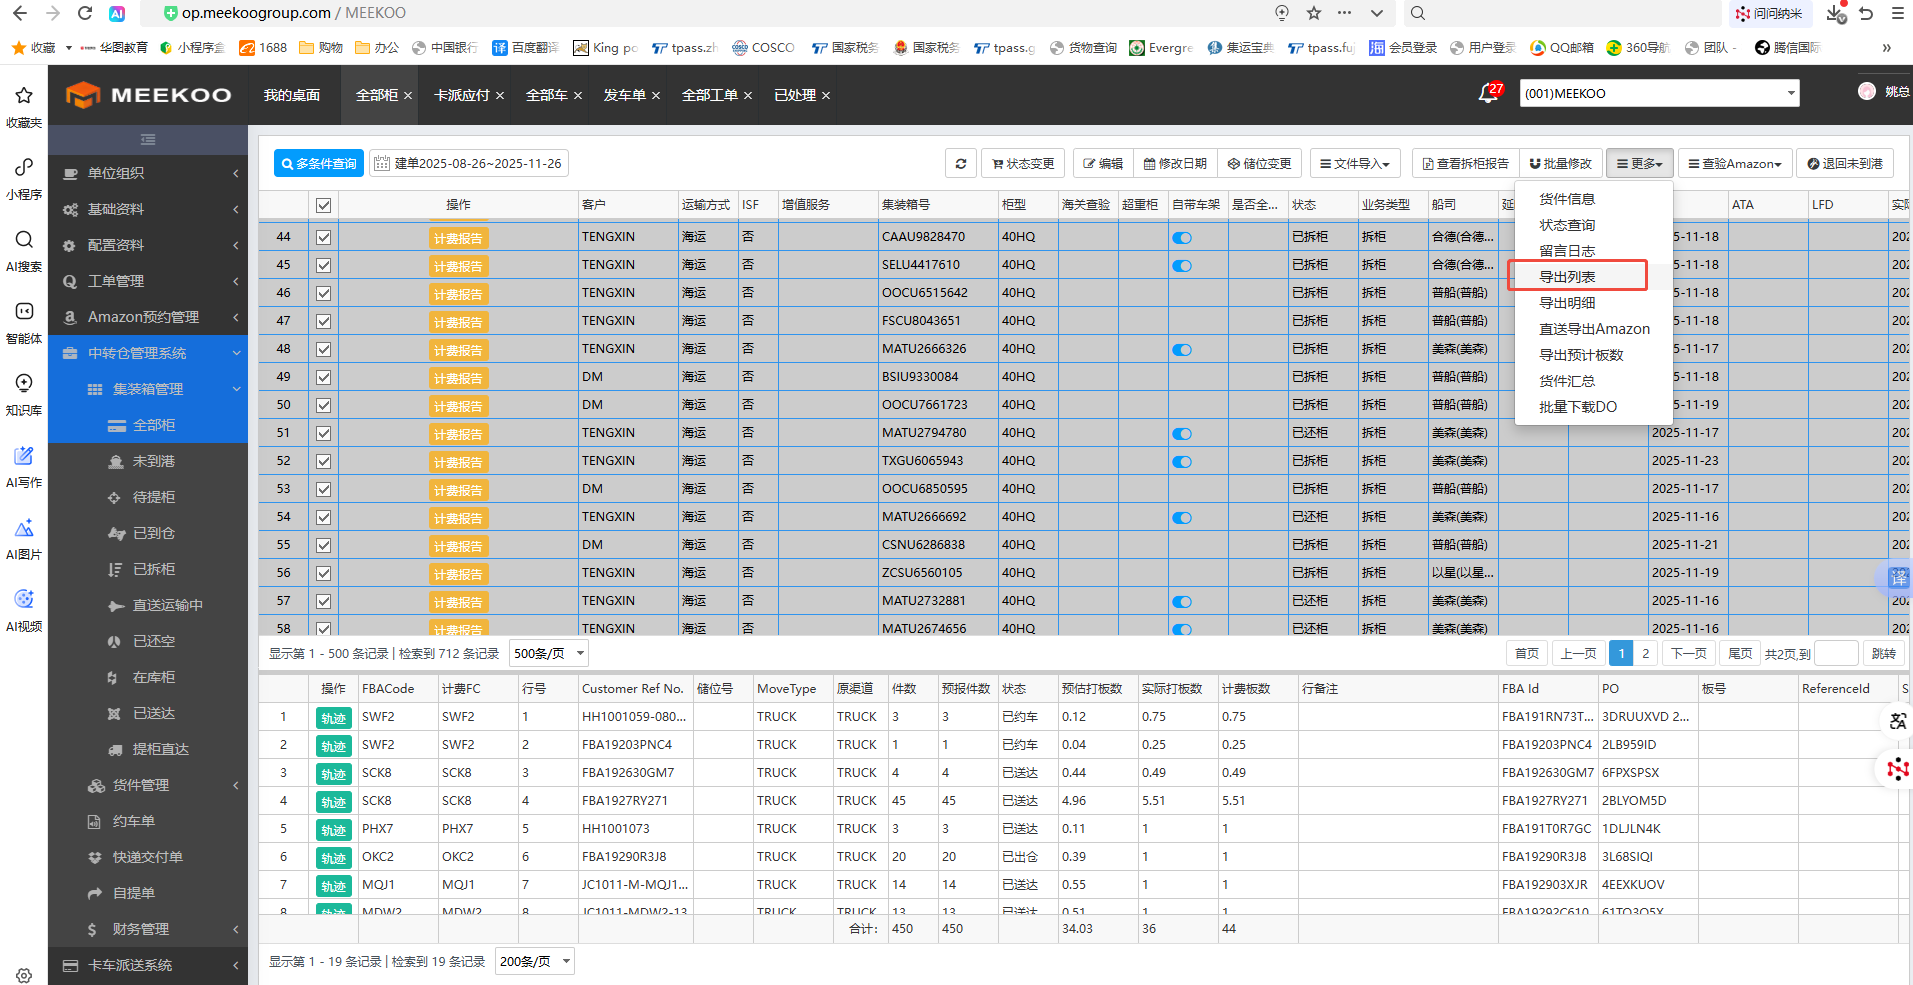 op.meekoogroup.com / MEEKOO
问问纳米
收藏 华图教育 小程序盒 1688 购物 办公 中国银行 百度翻译 King po tpass.zh COSCO 国家税务 国家税务 tpass.g 货物查询 Evergre 集运宝典 tpass.fuj 会员登录 用户登录 QQ邮箱 360导航 团队 - 腾信国际 »
收藏夹
小程序
AI搜索
智能体
知识库
AI写作
AI图片
AI视频
MEEKOO
我的桌面 全部柜 × 卡派应付 × 全部车 × 发车单 × 全部工单 × 已处理 ×
27
(001)MEEKOO
姚总
单位组织
基础资料
配置资料
工单管理
Amazon预约管理
中转仓管理系统
集装箱管理
全部柜
未到港
待提柜
已到仓
已拆柜
直送运输中
已还空
在库柜
已送达
提柜直达
货件管理
约车单
快递交付单
自提单
财务管理
卡车派送系统
多条件查询 建单2025-08-26~2025-11-26
状态变更 编辑 修改日期 储位变更 文件导入 查看拆柜报告 批量修改 更多 查验Amazon 退回未到港
货件信息
状态查询
留言日志
导出列表
导出明细
直送导出Amazon
导出预计板数
货件汇总
批量下载DO
操作 客户 运输方式 ISF 增值服务 集装箱号 柜型 海关查验 超重柜 自带车架 是否全... 状态 业务类型 船司 延 ATA LFD 实际
44 计费报告 TENGXIN 海运 否 CAAU9828470 40HQ 已拆柜 拆柜 合德(合德... 5-11-18 202
45 计费报告 TENGXIN 海运 否 SELU4417610 40HQ 已拆柜 拆柜 合德(合德... 5-11-18 202
46 计费报告 TENGXIN 海运 否 OOCU6515642 40HQ 已拆柜 拆柜 普船(普船) 5-11-18 202
47 计费报告 TENGXIN 海运 否 FSCU8043651 40HQ 已拆柜 拆柜 普船(普船) 5-11-18 202
48 计费报告 TENGXIN 海运 否 MATU2666326 40HQ 已拆柜 拆柜 美森(美森) 5-11-17 202
49 计费报告 DM 海运 否 BSIU9330084 40HQ 已拆柜 拆柜 普船(普船) 5-11-18 202
50 计费报告 DM 海运 否 OOCU7661723 40HQ 已拆柜 拆柜 普船(普船) 5-11-19 202
51 计费报告 TENGXIN 海运 否 MATU2794780 40HQ 已还柜 拆柜 美森(美森) 2025-11-17 202
52 计费报告 TENGXIN 海运 否 TXGU6065943 40HQ 已拆柜 拆柜 美森(美森) 2025-11-23 202
53 计费报告 DM 海运 否 OOCU6850595 40HQ 已拆柜 拆柜 普船(普船) 2025-11-17 202
54 计费报告 TENGXIN 海运 否 MATU2666692 40HQ 已还柜 拆柜 美森(美森) 2025-11-16 202
55 计费报告 DM 海运 否 CSNU6286838 40HQ 已拆柜 拆柜 普船(普船) 2025-11-21 202
56 计费报告 TENGXIN 海运 否 ZCSU6560105 40HQ 已拆柜 拆柜 以星(以星... 2025-11-19
57 计费报告 TENGXIN 海运 否 MATU2732881 40HQ 已还柜 拆柜 美森(美森) 2025-11-16 202
58 计费报告 TENGXIN 海运 否 MATU2674656 40HQ 已还柜 拆柜 美森(美森) 2025-11-16 202
译
显示第 1 - 500 条记录 | 检索到 712 条记录 500条/页 首页 上一页 1 2 下一页 尾页 共2页,到 跳转
操作 FBACode 计费FC 行号 Customer Ref No. 储位号 MoveType 原渠道 件数 预报件数 状态 预估打板数 实际打板数 计费板数 行备注 FBA Id PO 板号 ReferenceId S
1 轨迹 SWF2 SWF2 1 HH1001059-080... TRUCK TRUCK 3 3 已约车 0.12 0.75 0.75 FBA191RN73T... 3DRUUXVD 2...
2 轨迹 SWF2 SWF2 2 FBA19203PNC4 TRUCK TRUCK 1 1 已约车 0.04 0.25 0.25 FBA19203PNC4 2LB959ID
3 轨迹 SCK8 SCK8 3 FBA192630GM7 TRUCK TRUCK 4 4 已送达 0.44 0.49 0.49 FBA192630GM7 6FPXSPSX
4 轨迹 SCK8 SCK8 4 FBA1927RY271 TRUCK TRUCK 45 45 已送达 4.96 5.51 5.51 FBA1927RY271 2BLYOM5D
5 轨迹 PHX7 PHX7 5 HH1001073 TRUCK TRUCK 3 3 已送达 0.11 1 1 FBA191T0R7GC 1DLJLN4K
6 轨迹 OKC2 OKC2 6 FBA19290R3J8 TRUCK TRUCK 20 20 已出仓 0.39 1 1 FBA19290R3J8 3L68SIQI
7 轨迹 MQJ1 MQJ1 7 JC1011-M-MQJ1... TRUCK TRUCK 14 14 已送达 0.55 1 1 FBA192903XJR 4EEXKUOV
8 轨迹 MDW2 MDW2 8 JC1011-MDW2-13 TRUCK TRUCK 13 13 已送达 0.51 1 1 FBA19292C610 61TO3O5X
合计: 450 450 34.03 36 44
显示第 1 - 19 条记录 | 检索到 19 条记录 200条/页